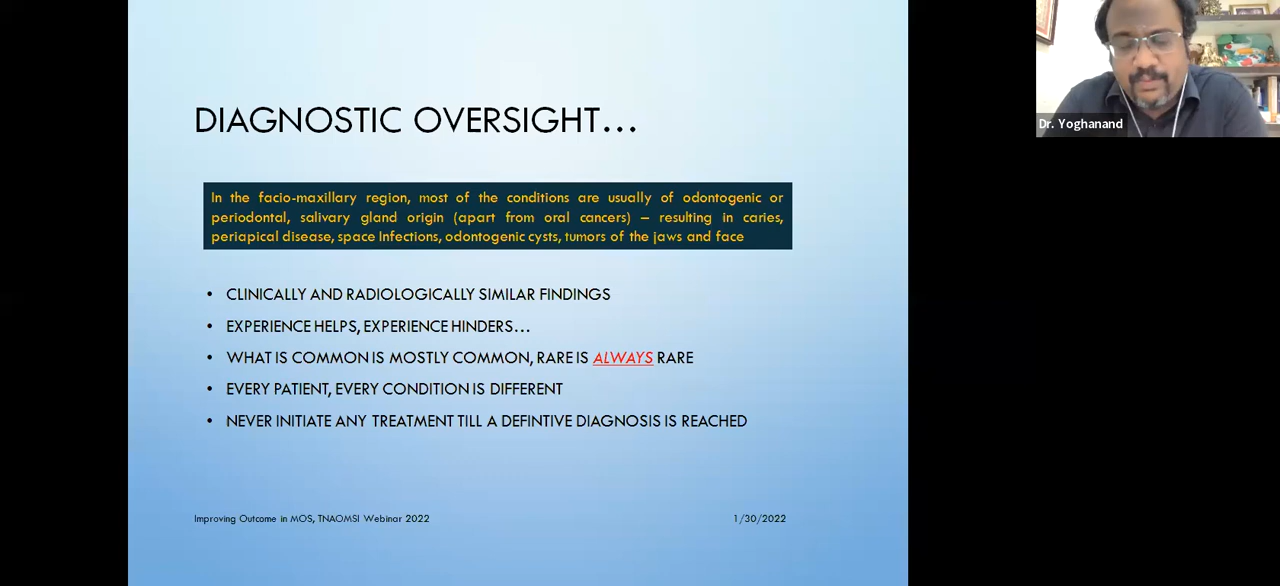 DIAGNOSTIC OVERSIGHT...
In the facio-maxillary region, most of the conditions are usually of odontogenic or
periodontal, salivary gland origin (apart from oral cancers) – resulting in caries,
periapical disease, space Infections, odontogenic cysts, tumors of the jaws and face
• CLINICALLY AND RADIOLOGICALLY SIMILAR FINDINGS
• EXPERIENCE HELPS, EXPERIENCE HINDERS...
• WHAT IS COMMON IS MOSTLY COMMON, RARE IS ALWAYS RARE
• EVERY PATIENT, EVERY CONDITION IS DIFFERENT
• NEVER INITIATE ANY TREATMENT TILL A DEFINTIVE DIAGNOSIS IS REACHED
Improving Outcome in MOS, TNAOMSI Webinar 2022
1/30/2022
Dr. Yoghanand